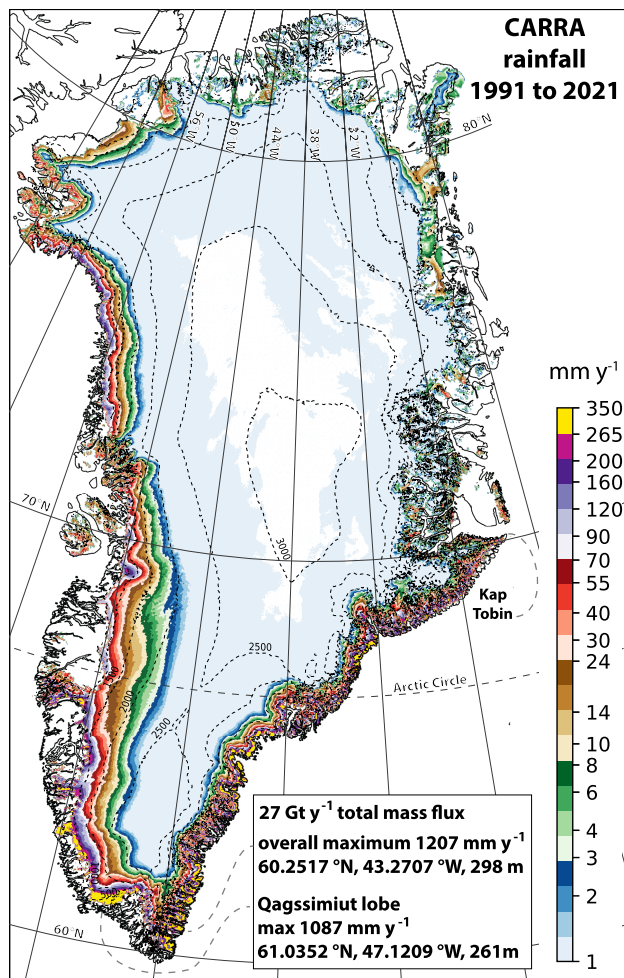 CARRA
rainfall
1991 to 2021
80°N
56°W
50°W
44°W
38°W
32°W
mm y⁻¹
350
265
200
160
120
90
70
55
40
30
24
14
10
8
6
4
3
2
1
70°N
3000
Kap
Tobin
2500
Arctic Circle
2000
2500
60°N
27 Gt y⁻¹ total mass flux
overall maximum 1207 mm y⁻¹
60.2517 °N, 43.2707 °W, 298 m
Qagssimiut lobe
max 1087 mm y⁻¹
61.0352 °N, 47.1209 °W, 261m